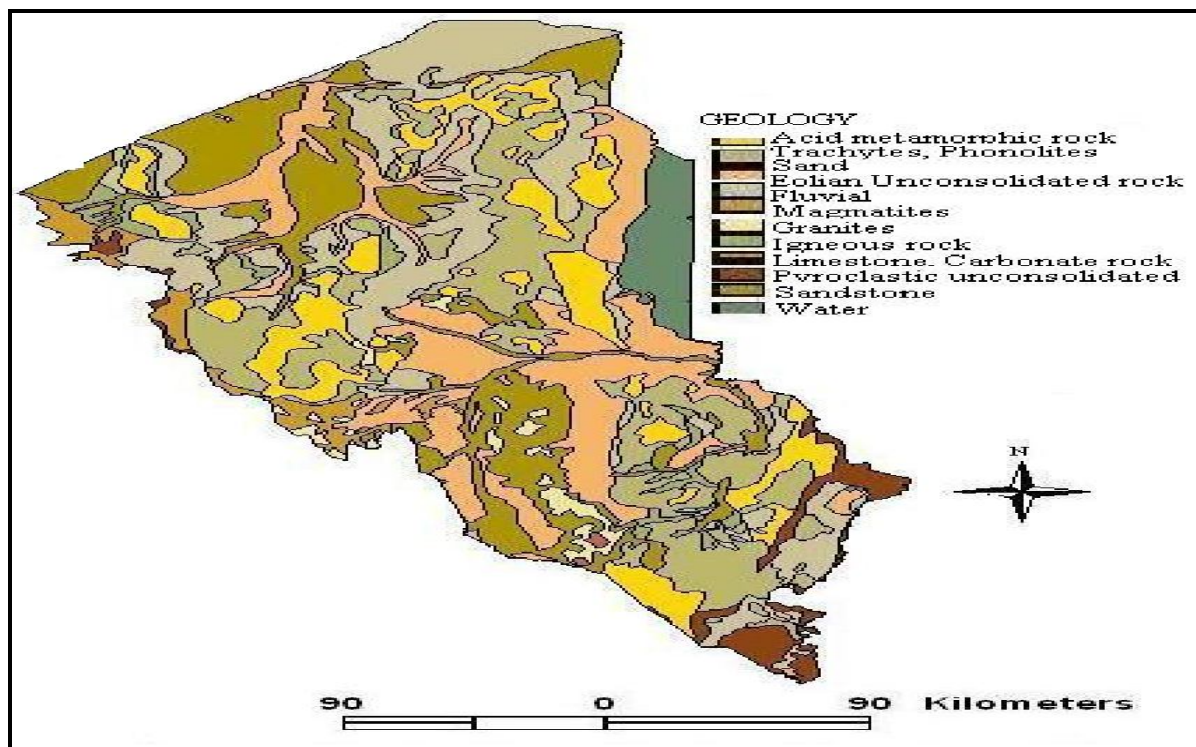 GEOLOGY
Acid metamorphic rock
Trachytes, Phonolites
Sand
Eolian Unconsolidated rock
Fluvial
Magmatites
Granites
Igneous rock
Limestone. Carbonate rock
Pyroclastic unconsolidated
Sandstone
Water
N
90 0 90 Kilometers